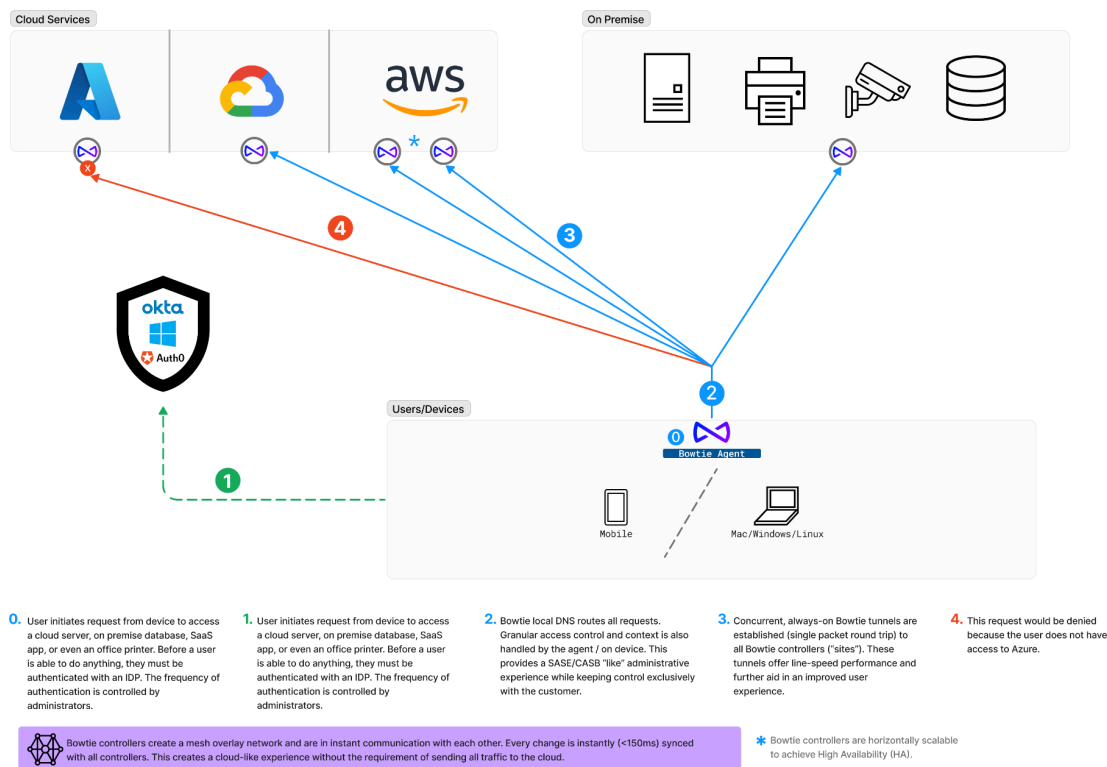 Cloud Services
On Premise
aws
*
x
4
3
okta
Auth0
2
Users/Devices
0
Bowtie Agent
1
Mobile
Mac/Windows/Linux
0. User initiates request from device to access
a cloud server, on premise database, SaaS
app, or even an office printer. Before a user
is able to do anything, they must be
authenticated with an IDP. The frequency of
authentication is controlled by
administrators.
1. User initiates request from device to access
a cloud server, on premise database, SaaS
app, or even an office printer. Before a user
is able to do anything, they must be
authenticated with an IDP. The frequency of
authentication is controlled by
administrators.
2. Bowtie local DNS routes all requests.
Granular access control and context is also
handled by the agent / on device. This
provides a SASE/CASB "like" administrative
experience while keeping control exclusively
with the customer.
3. Concurrent, always-on Bowtie tunnels are
established (single packet round trip) to
all Bowtie controllers ("sites"). These
tunnels offer line-speed performance and
further aid in an improved user
experience.
4. This request would be denied
because the user does not have
access to Azure.
Bowtie controllers create a mesh overlay network and are in instant communication with each other. Every change is instantly (<150ms) synced
with all controllers. This creates a cloud-like experience without the requirement of sending all traffic to the cloud.
* Bowtie controllers are horizontally scalable
to achieve High Availability (HA).